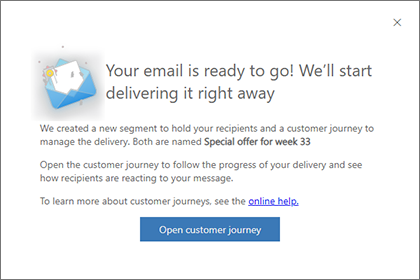 Your email is ready to go! We'll start
delivering it right away
We created a new segment to hold your recipients and a customer journey to
manage the delivery. Both are named Special offer for week 33
Open the customer journey to follow the progress of your delivery and see
how recipients are reacting to your message.
To learn more about customer journeys. see the online help.
Open customer journey